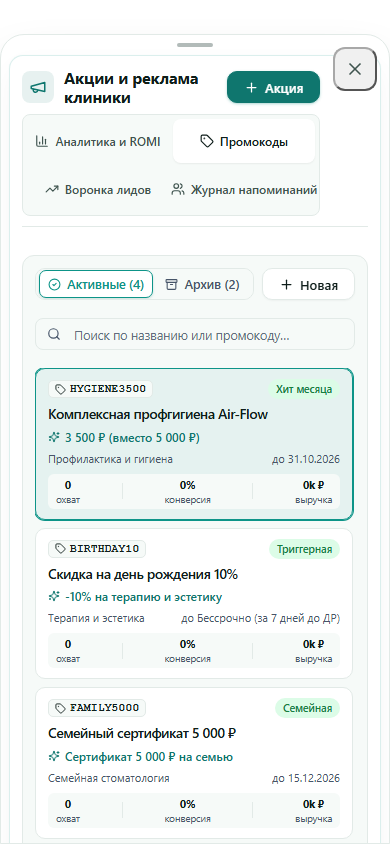 Акции и реклама
клиники
Акция
Аналитика и ROMI
Промокоды
Воронка лидов
Журнал напоминаний
Активные (4)
Архив (2)
Новая
Поиск по названию или промокоду...
HYGIENE3500
Хит месяца
Комплексная профгигиена Air-Flow
3 500 ₽ (вместо 5 000 ₽)
Профилактика и гигиена
до 31.10.2026
0
0%
0k ₽
охват
конверсия
выручка
BIRTHDAY10
Триггерная
Скидка на день рождения 10%
-10% на терапию и эстетику
Терапия и эстетика
до Бессрочно (за 7 дней до ДР)
0
0%
0k ₽
охват
конверсия
выручка
FAMILY5000
Семейная
Семейный сертификат 5 000 ₽
Сертификат 5 000 ₽ на семью
Семейная стоматология
до 15.12.2026
0
0%
0k ₽
охват
конверсия
выручка